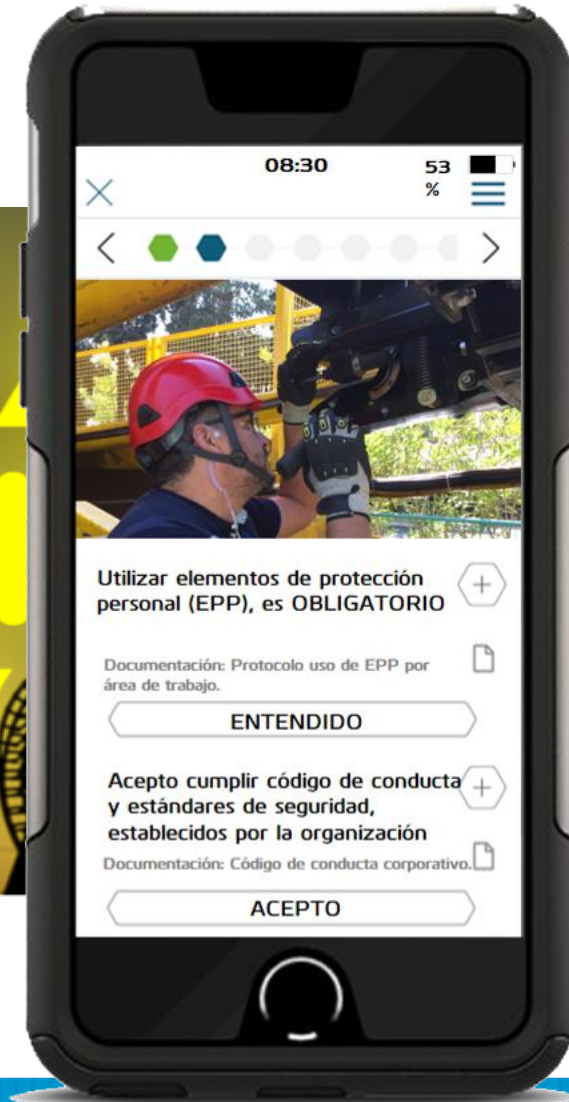 08:30
53
%
Utilizar elementos de protección
personal (EPP), es OBLIGATORIO
Documentación: Protocolo uso de EPP por
área de trabajo.
ENTENDIDO
Acepto cumplir código de conducta
y estándares de seguridad,
establecidos por la organización
Documentación: Código de conducta corporativo.
ACEPTO